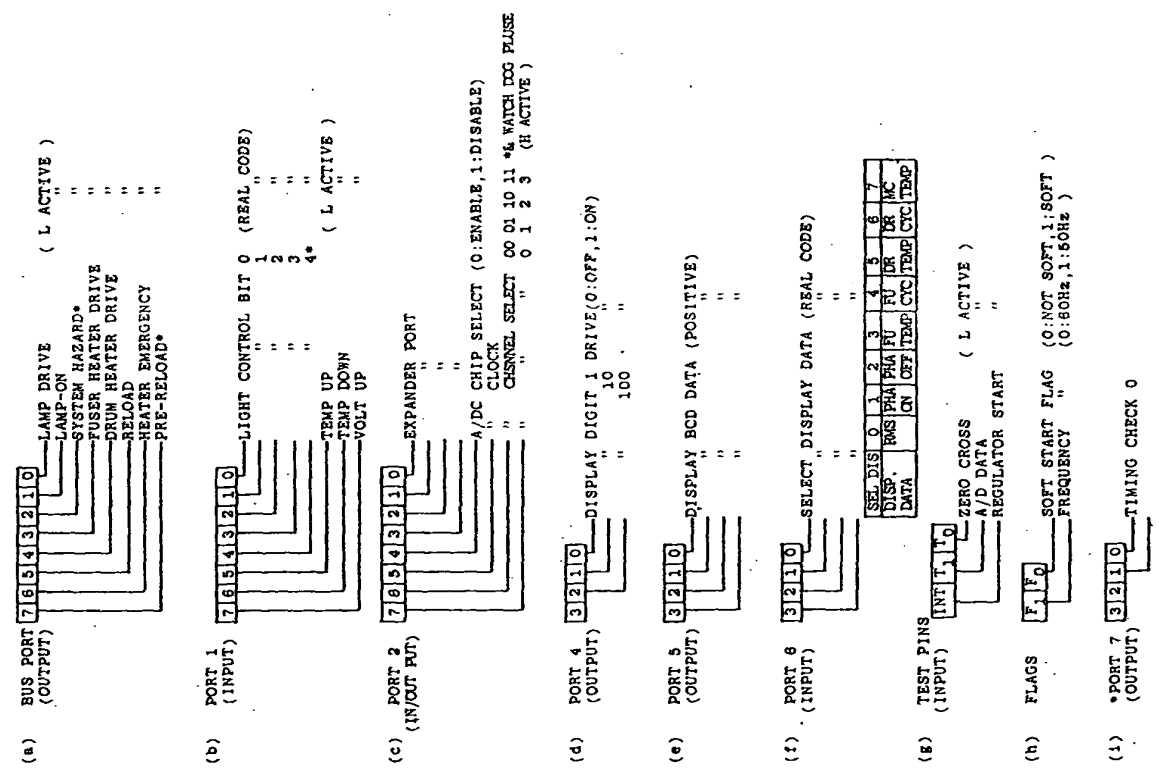 (a) BUS PORT 7 6 5 4 3 2 1 0
(OUTPUT)
LAMP DRIVE ( L ACTIVE )
LAMP-ON "
SYSTEM HAZARD* "
FUSER HEATER DRIVE "
DRUM HEATER DRIVE "
RELOAD "
HEATER EMERGENCY "
PRE-RELOAD* "
(b) PORT 1 7 6 5 4 3 2 1 0
(INPUT)
LIGHT CONTROL BIT 0 (REAL CODE)
" 1 "
" 2 "
" 3 "
" 4* "
TEMP UP ( L ACTIVE )
TEMP DOWN "
VOLT UP "
(c) PORT 2 7 6 5 4 3 2 1 0
(IN/OUT PUT)
EXPANDER PORT
"
"
"
A/DC CHIP SELECT (0:ENABLE,1:DISABLE)
" CLOCK
" CHSNNEL SELECT 00 01 10 11 *& WATCH DOG PLUSE
" " 0 1 2 3 (H ACTIVE )
(d) PORT 4 3 2 1 0
(OUTPUT)
DISPLAY DIGIT 1 DRIVE(0:OFF,1:ON)
" 10 "
" 100 "
(e) PORT 5 3 2 1 0
(OUTPUT)
DISPLAY BCD DATA (POSITIVE)
" "
" "
" "
(f) PORT 6 3 2 1 0
(INPUT)
SELECT DISPLAY DATA (REAL CODE)
" "
" "
" "
SEL DIS 0 1 2 3 4 5 6 7
DISP. DATA RMS PHA ON PHA OFF FU TEMP FU CYC DR TEMP DR CYC MC TEMP
(g) TEST PINS INT T1 T0
(INPUT)
ZERO CROSS ( L ACTIVE )
A/D DATA "
REGULATOR START "
(h) FLAGS F1 F0
SOFT START FLAG (0:NOT SOFT,1:SOFT )
FREQUENCY " (0:60Hz,1:50Hz )
(i) *PORT 7 3 2 1 0
(OUTPUT)
TIMING CHECK 0